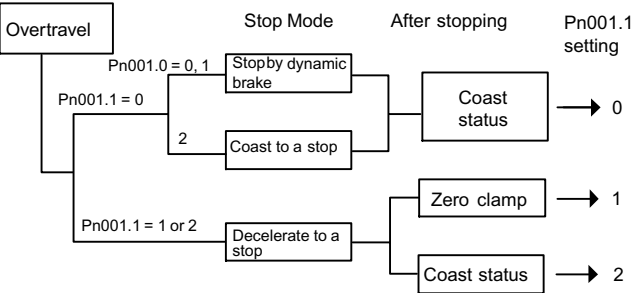 Stop Mode
After stopping
Pn001.1
setting
Overtravel
Pn001.0 = 0, 1
Stop by dynamic
brake
Pn001.1 = 0
Coast
status
0
2
Coast to a stop
Zero clamp
1
Pn001.1 = 1 or 2
Decelerate to a
stop
Coast status
2